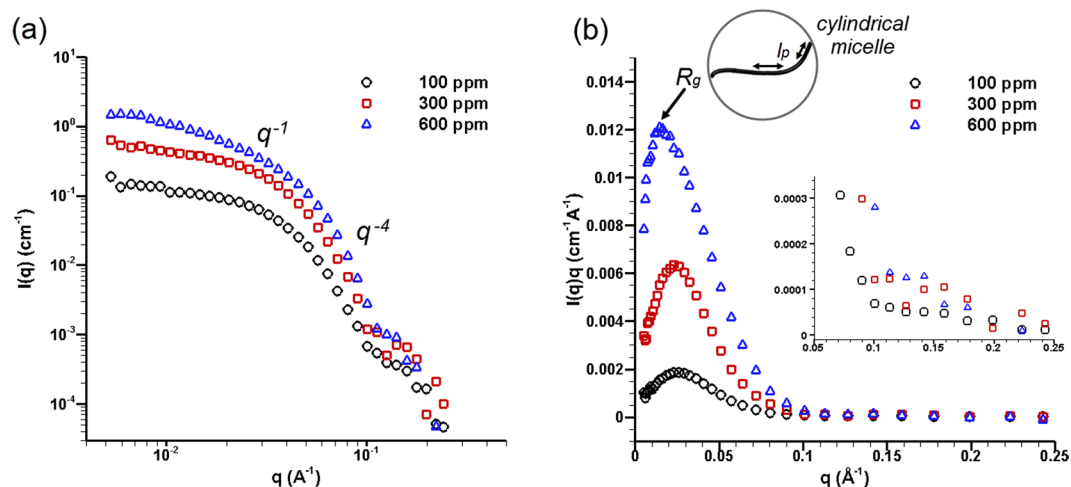 (a)
10¹
10⁰
10⁻¹
10⁻²
10⁻³
10⁻⁴
I(q) (cm⁻¹)
100 ppm
300 ppm
600 ppm
q⁻¹
q⁻⁴
10⁻² 10⁻¹
q (A⁻¹)
(b)
cylindrical
micelle
lₚ
R_g
100 ppm
300 ppm
600 ppm
0.014
0.012
0.01
0.008
0.006
0.004
0.002
0
I(q)q (cm⁻¹A⁻¹)
0.0003
0.0002
0.0001
0
0.05 0.1 0.15 0.2 0.25
0 0.05 0.1 0.15 0.2 0.25
q (Å⁻¹)